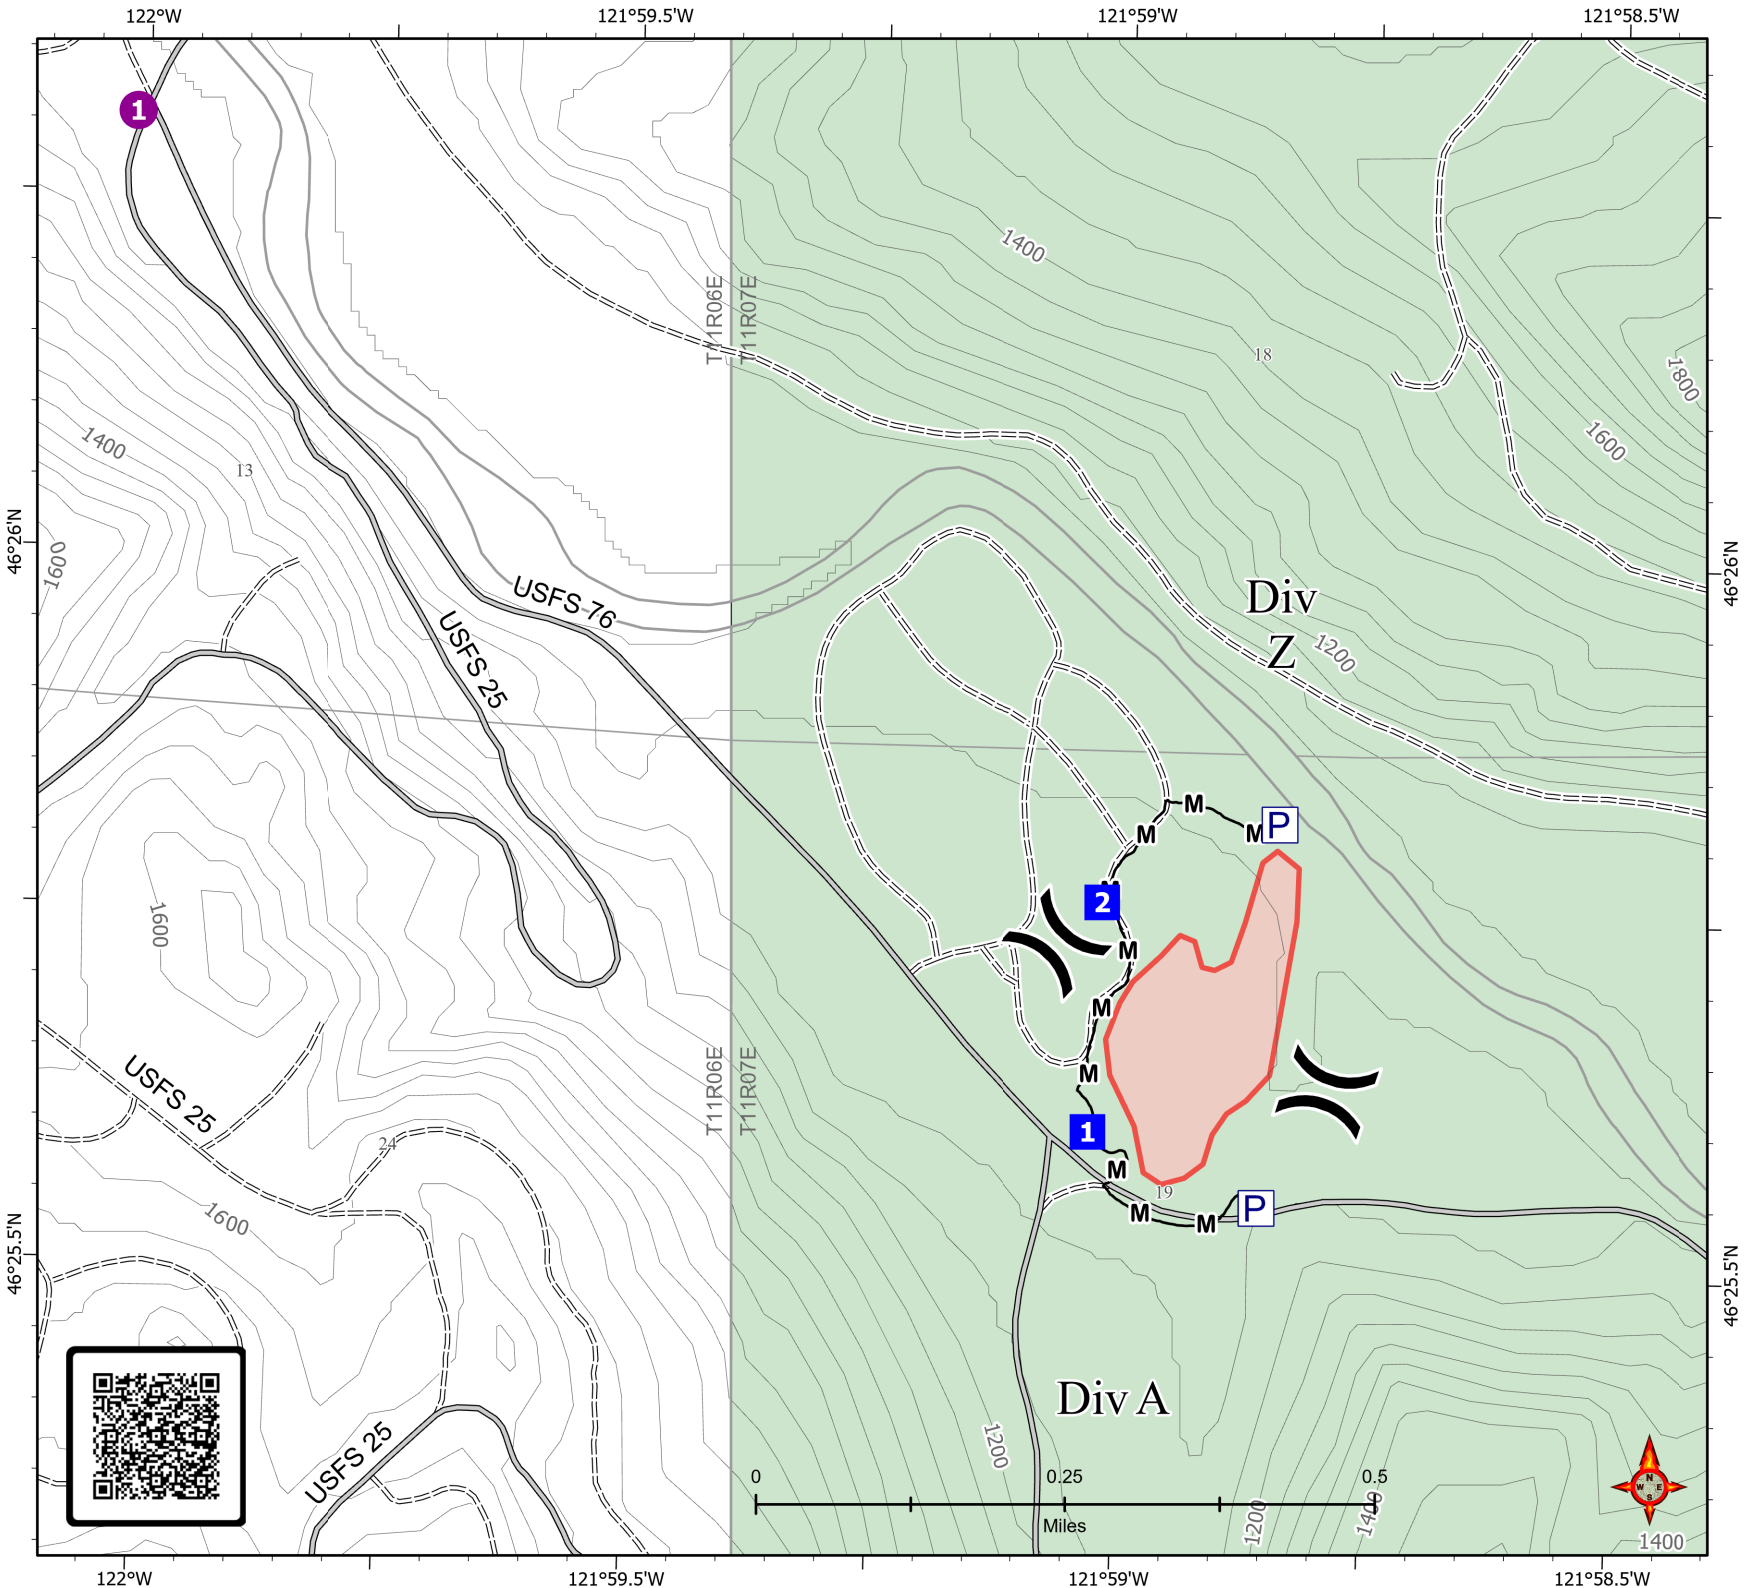 122°W
121°59.5'W
121°59'W
121°58.5'W
1
1400
T11R06E
T11R07E
18
1800
1400
13
1600
46°26'N
1600
46°26'N
USFS 76
USFS 25
Div
Z
1200
M
M
M
P
M
2
M
1600
M
M
USFS 25
T11R06E
T11R07E
1
24
M
19
1600
M
M
P
46°25.5'N
46°25.5'N
Div A
USFS 25
1200
0
0.25
0.5
Miles
1200
1400
N
W
E
S
1400
122°W
121°59.5'W
121°59'W
121°58.5'W